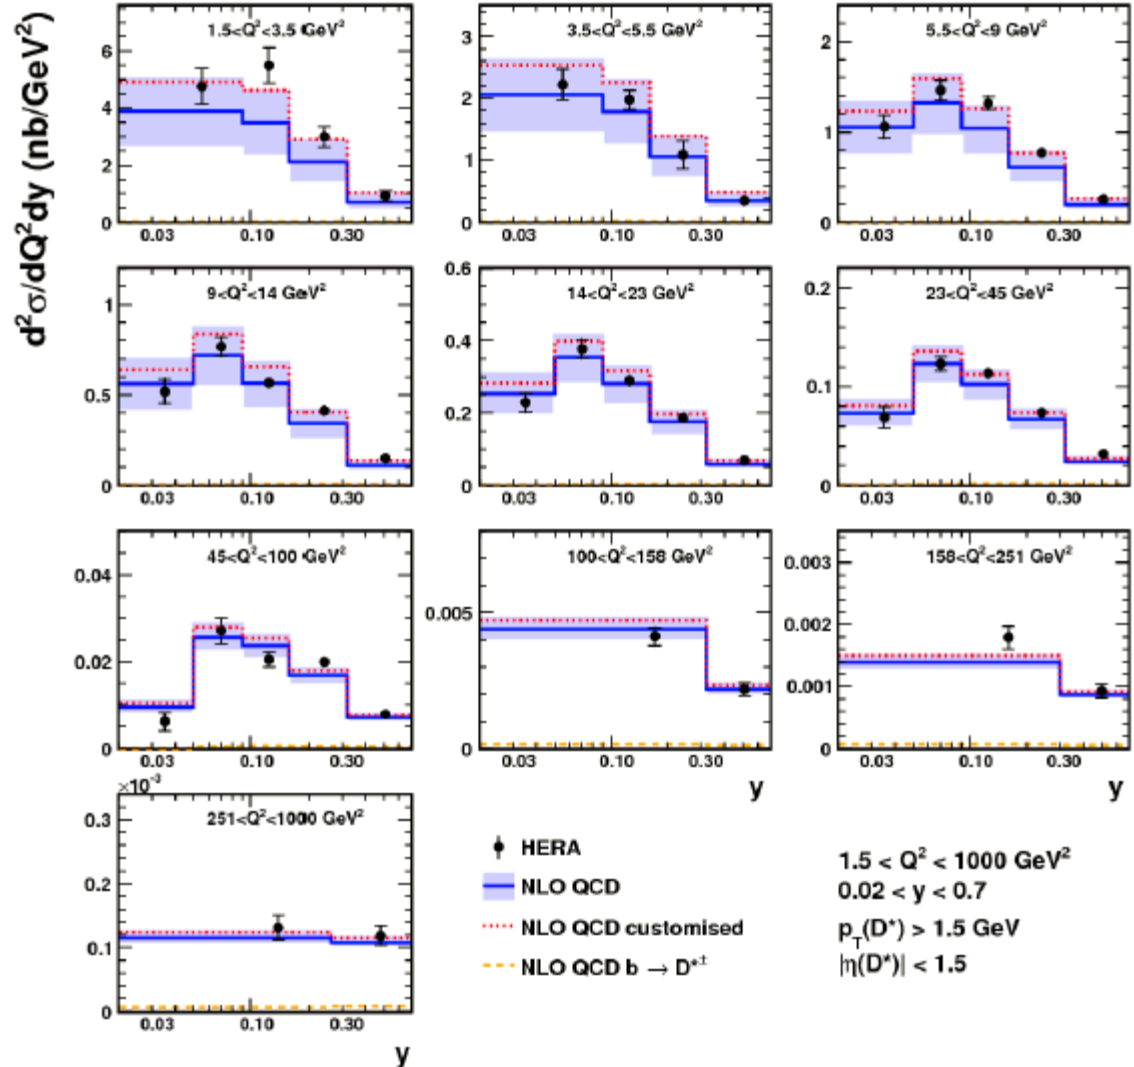 d²σ/dQ²dy (nb/GeV²)
1.5<Q²<3.5 GeV²
6
4
2
0
0.03 0.10 0.30
3.5<Q²<5.5 GeV²
3
2
1
0
0.03 0.10 0.30
5.5<Q²<9 GeV²
2
1
0
0.03 0.10 0.30
9<Q²<14 GeV²
1
0.5
0
0.03 0.10 0.30
14<Q²<23 GeV²
0.6
0.4
0.2
0
0.03 0.10 0.30
23<Q²<45 GeV²
0.2
0.1
0
0.03 0.10 0.30
45<Q²<100 GeV²
0.04
0.02
0
0.03 0.10 0.30
100<Q²<158 GeV²
0.005
0
0.03 0.10 0.30
y
158<Q²<251 GeV²
0.003
0.002
0.001
0
0.03 0.10 0.30
y
×10⁻³
251<Q²<1000 GeV²
0.3
0.2
0.1
0
0.03 0.10 0.30
y
HERA
NLO QCD
NLO QCD customised
NLO QCD b → D*±
1.5 < Q² < 1000 GeV²
0.02 < y < 0.7
p_T(D*) > 1.5 GeV
|η(D*)| < 1.5